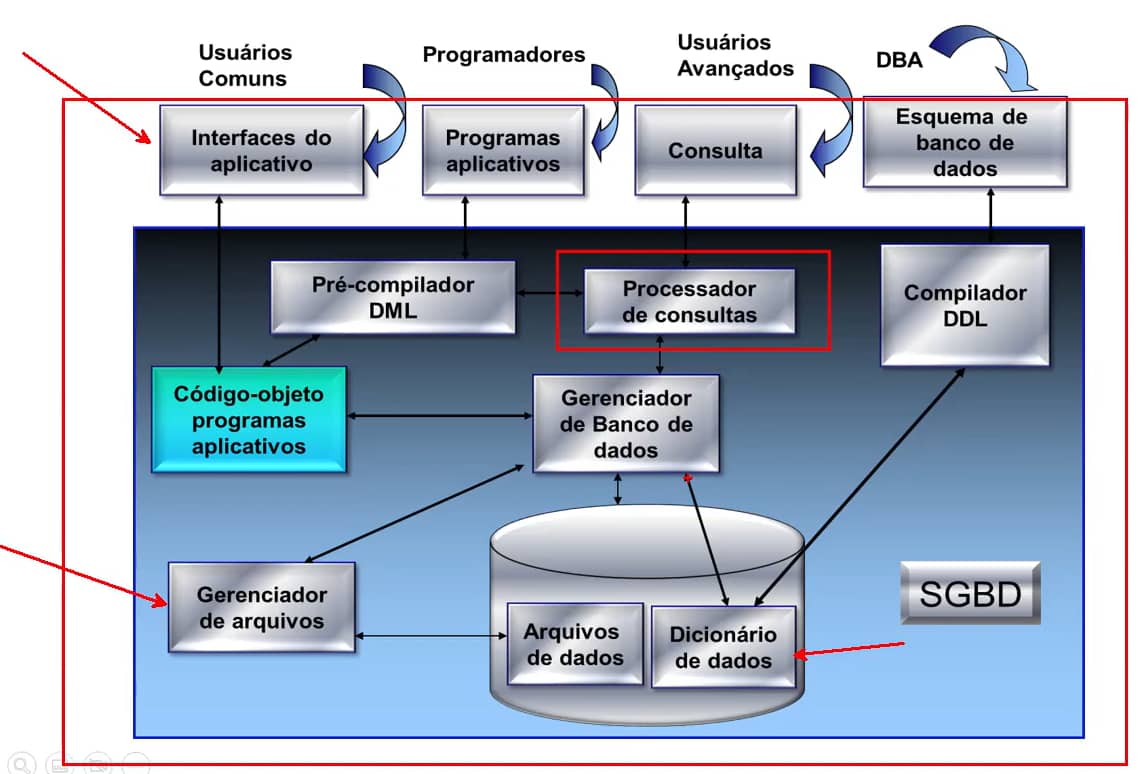 Usuários
Comuns
Programadores
Usuários
Avançados
DBA
Interfaces do
aplicativo
Programas
aplicativos
Consulta
Esquema de
banco de
dados
Pré-compilador
DML
Processador
de consultas
Compilador
DDL
Código-objeto
programas
aplicativos
Gerenciador
de Banco de
dados
Gerenciador
de arquivos
Arquivos
de dados
Dicionário
de dados
SGBD